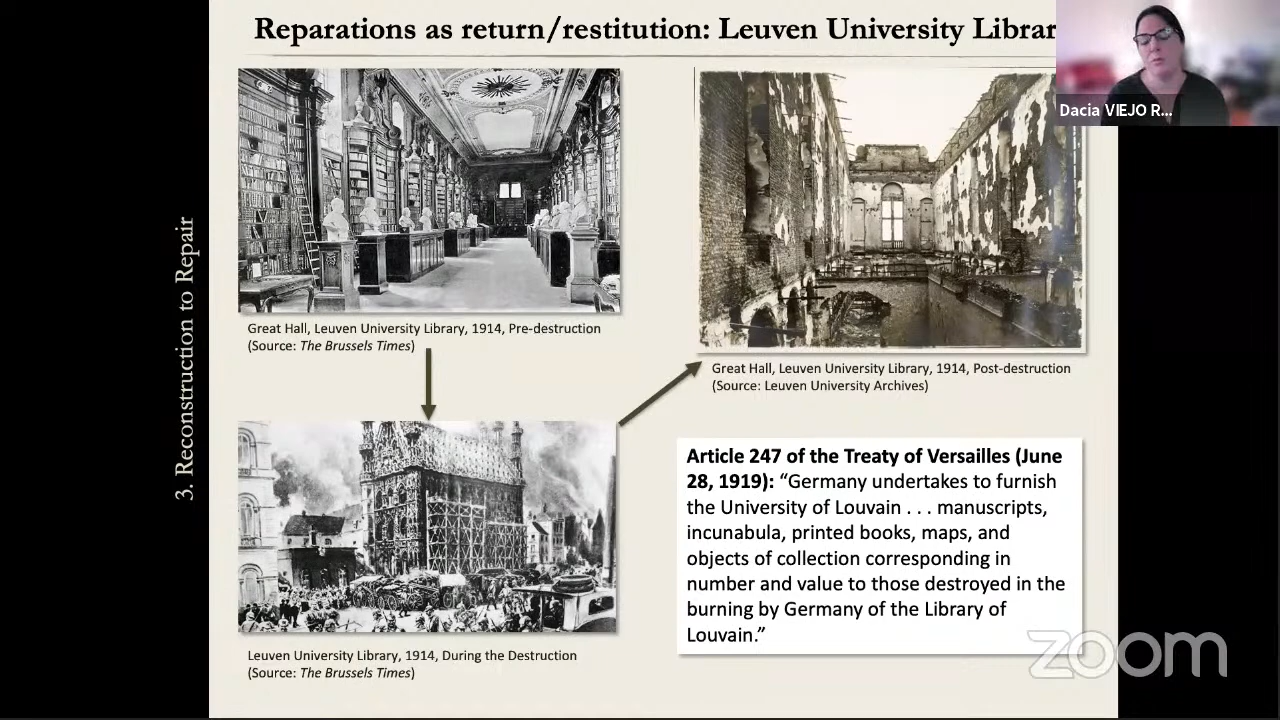 Reparations as return/restitution: Leuven University Librar
Dacia VIEJO R...
3. Reconstruction to Repair
Great Hall, Leuven University Library, 1914, Pre-destruction
(Source: The Brussels Times)
Great Hall, Leuven University Library, 1914, Post-destruction
(Source: Leuven University Archives)
Leuven University Library, 1914, During the Destruction
(Source: The Brussels Times)
Article 247 of the Treaty of Versailles (June
28, 1919): “Germany undertakes to furnish
the University of Louvain . . . manuscripts,
incunabula, printed books, maps, and
objects of collection corresponding in
number and value to those destroyed in the
burning by Germany of the Library of
Louvain.”
zoom